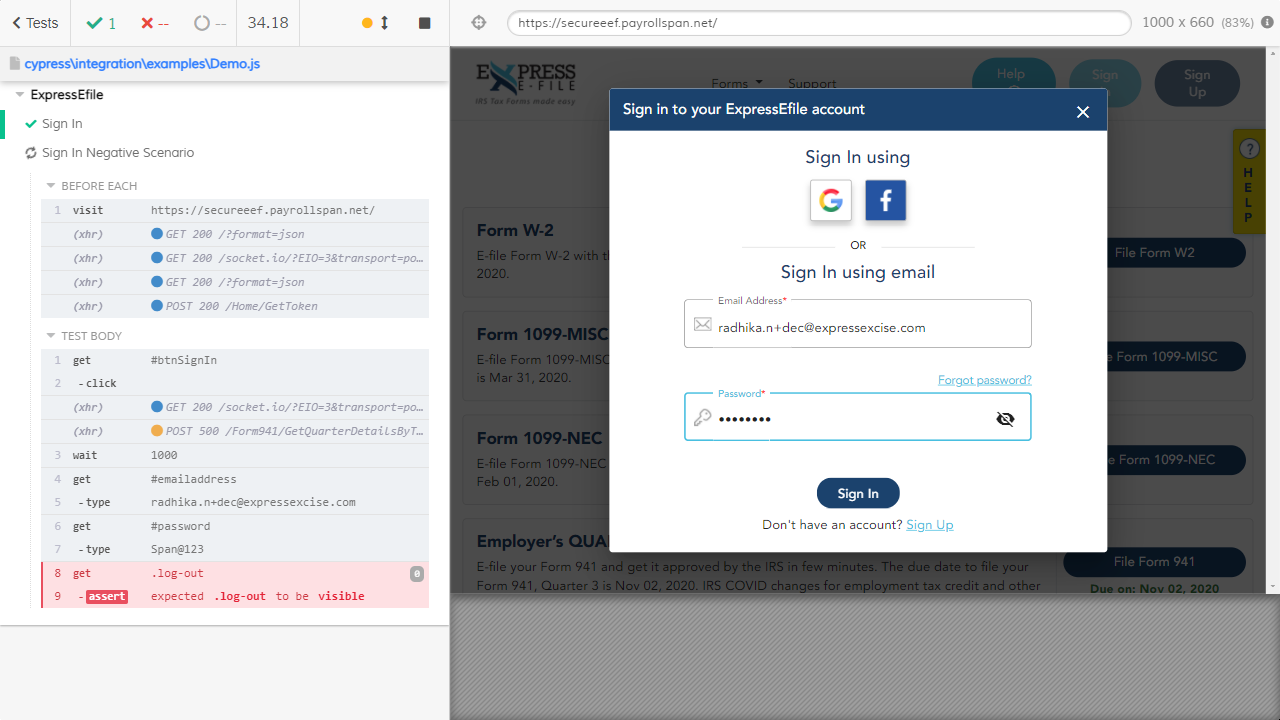 Tests
1
--
--
34.18
https://secureeef.payrollspan.net/
1000 x 660 (83%)
cypress\integration\examples\Demo.js
ExpressEfile
Sign In
Sign In Negative Scenario
BEFORE EACH
1 visit https://secureeef.payrollspan.net/
(xhr) GET 200 /?format=json
(xhr) GET 200 /socket.io/?EIO=3&transport=po…
(xhr) GET 200 /?format=json
(xhr) POST 200 /Home/GetToken
TEST BODY
1 get #btnSignIn
2 -click
(xhr) GET 200 /socket.io/?EIO=3&transport=po…
(xhr) POST 500 /Form941/GetQuarterDetailsByT…
3 wait 1000
4 get #emailaddress
5 -type radhika.n+dec@expressexcise.com
6 get #password
7 -type Span@123
8 get .log-out 0
9 -assert expected .log-out to be visible
EXPRESS
E-FILE
IRS Tax Forms made easy
Forms
Support
Help
Sign
Sign
Up
Sign in to your ExpressEfile account
Sign In using
OR
Sign In using email
Email Address*
radhika.n+dec@expressexcise.com
Forgot password?
Password*
••••••••
Sign In
Don't have an account? Sign Up
?
H
E
L
P
Form W-2
E-file Form W-2 with th
2020.
File Form W2
Form 1099-MISC
E-file Form 1099-MISC
is Mar 31, 2020.
e Form 1099-MISC
Form 1099-NEC
E-file Form 1099-NEC
Feb 01, 2020.
e Form 1099-NEC
Employer's QUA
E-file your Form 941 and get it approved by the IRS in few minutes. The due date to file your
Form 941, Quarter 3 is Nov 02, 2020. IRS COVID changes for employment tax credit and other
File Form 941
Due on: Nov 02, 2020